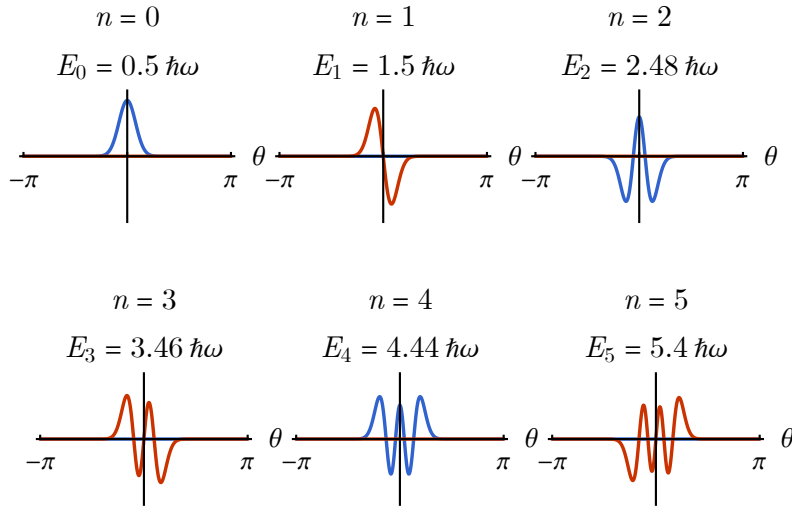 n = 0 n = 1 n = 2
E₀ = 0.5 ℏω E₁ = 1.5 ℏω E₂ = 2.48 ℏω
θ θ θ
−π π −π π −π π
n = 3 n = 4 n = 5
E₃ = 3.46 ℏω E₄ = 4.44 ℏω E₅ = 5.4 ℏω
θ θ θ
−π π −π π −π π